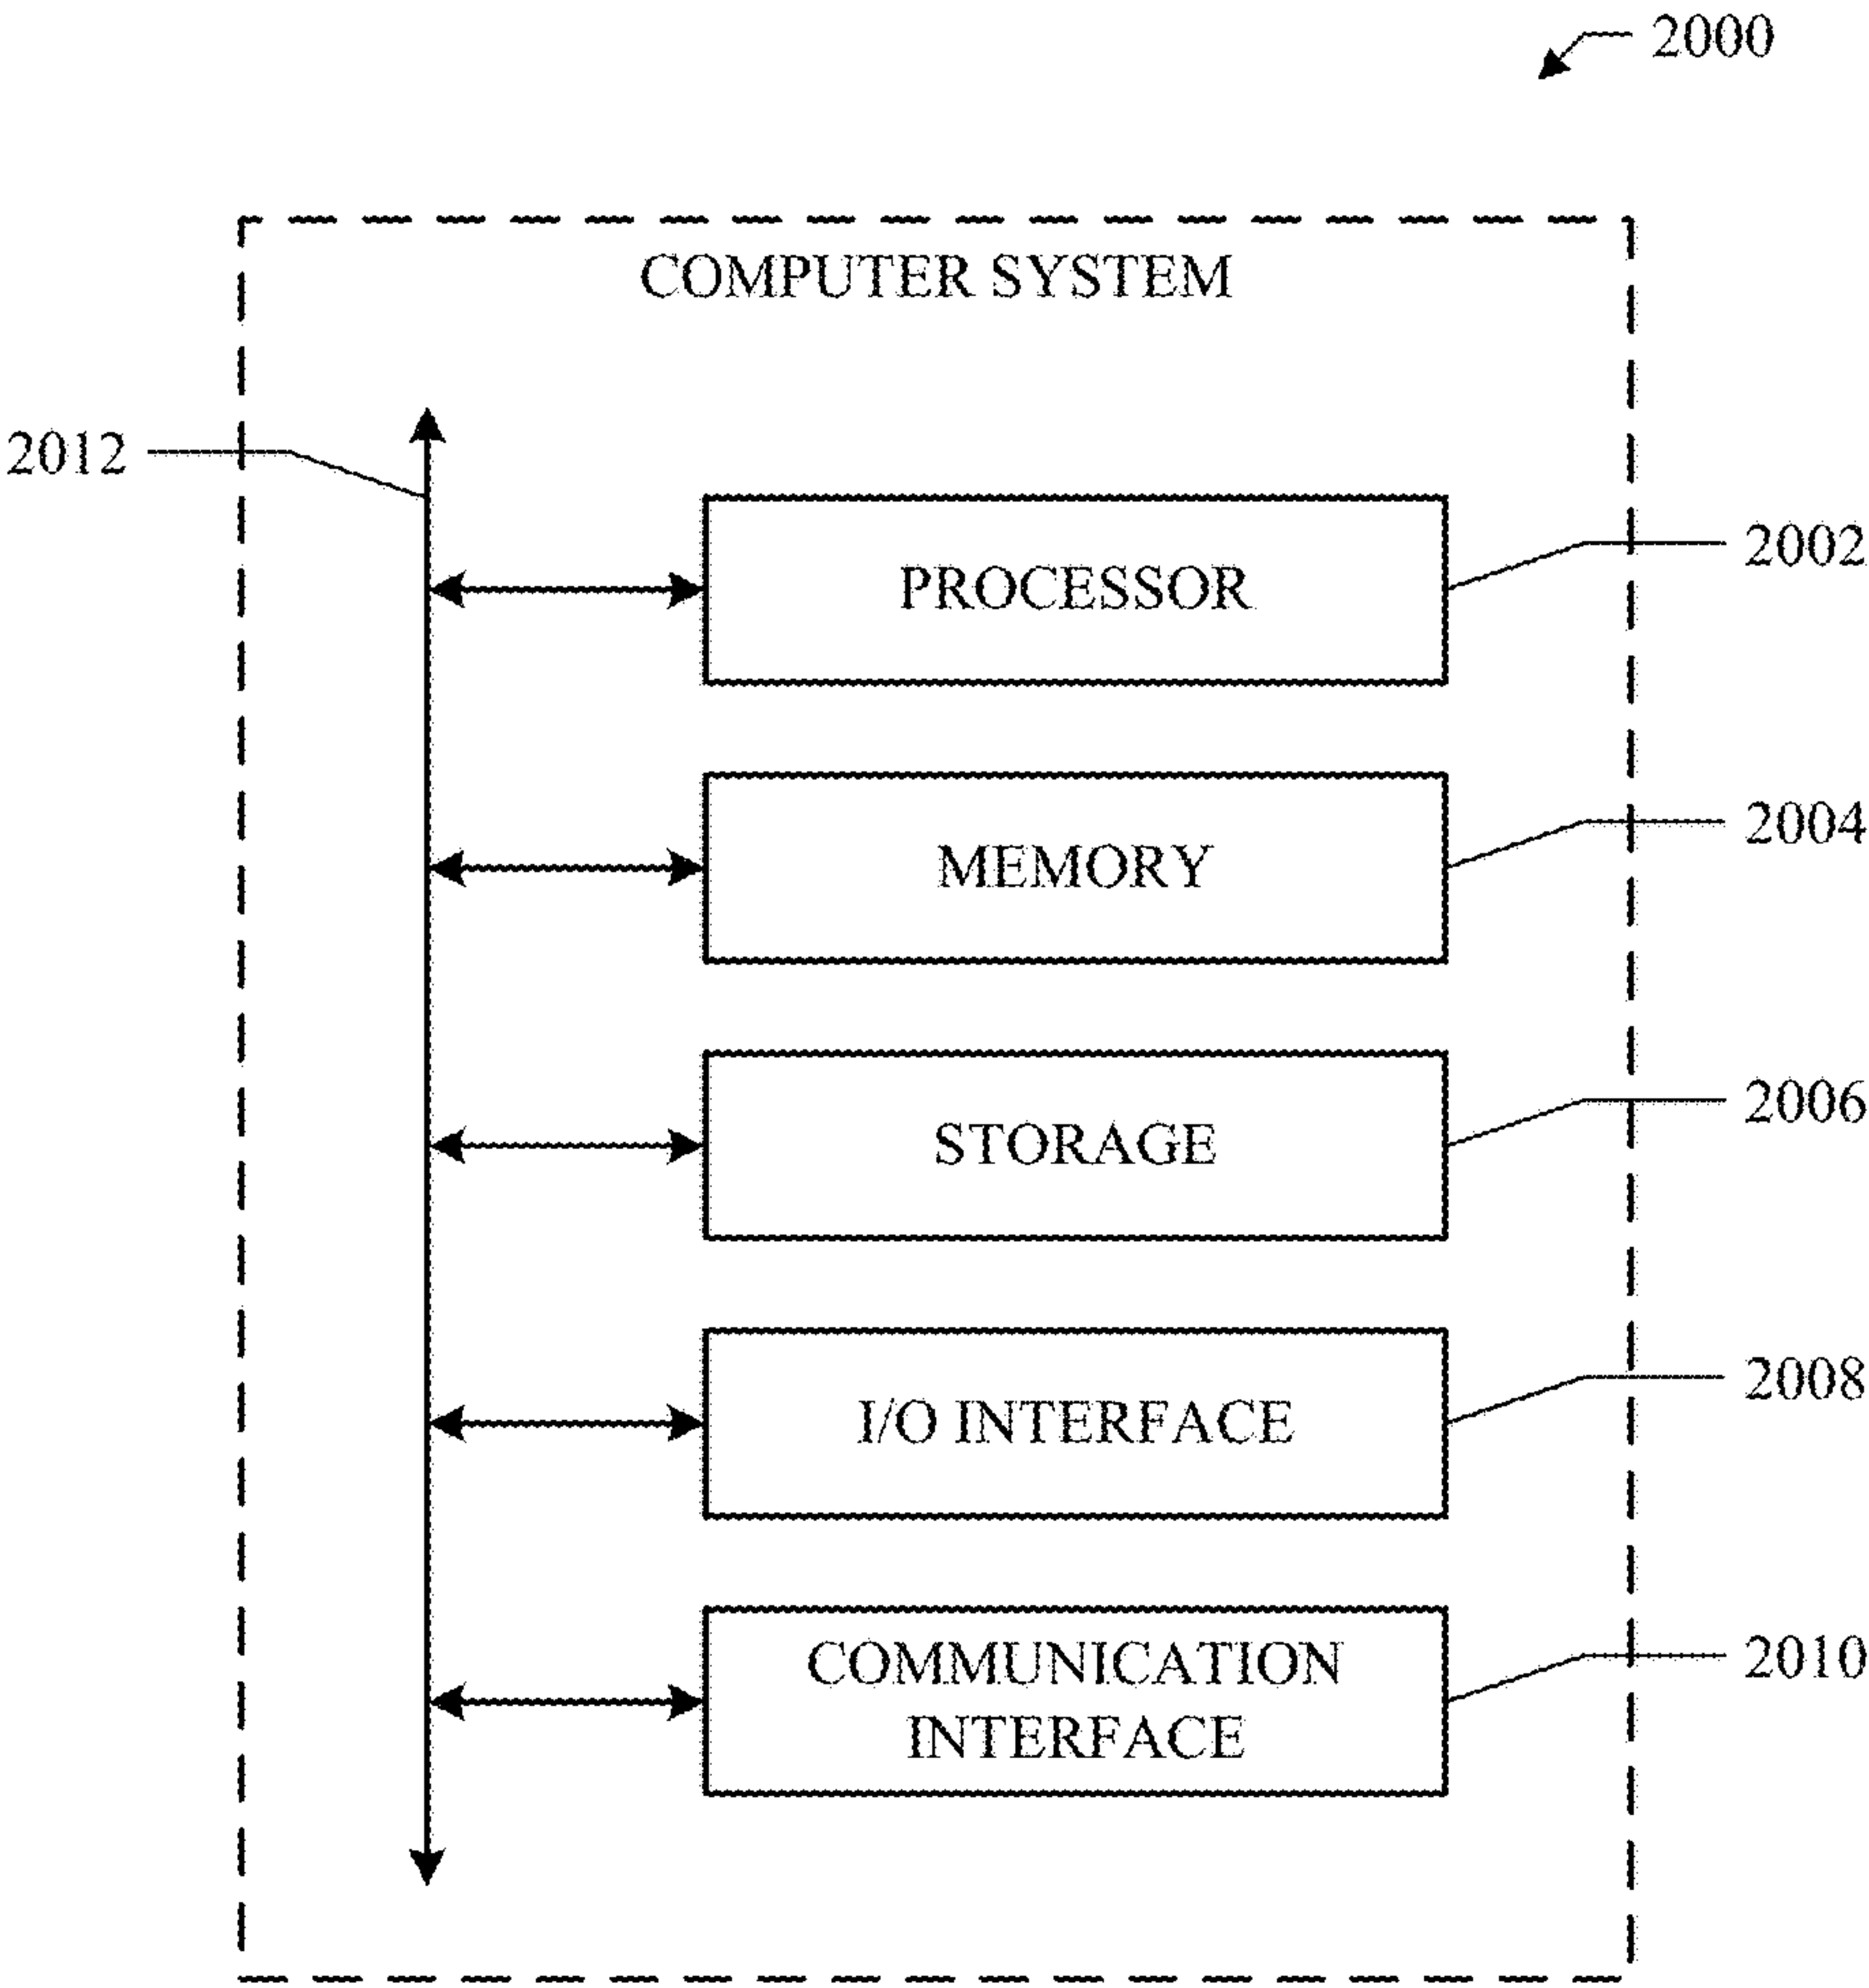 2000
COMPUTER SYSTEM
2012
PROCESSOR
2002
MEMORY
2004
STORAGE
2006
I/O INTERFACE
2008
COMMUNICATION
INTERFACE
2010